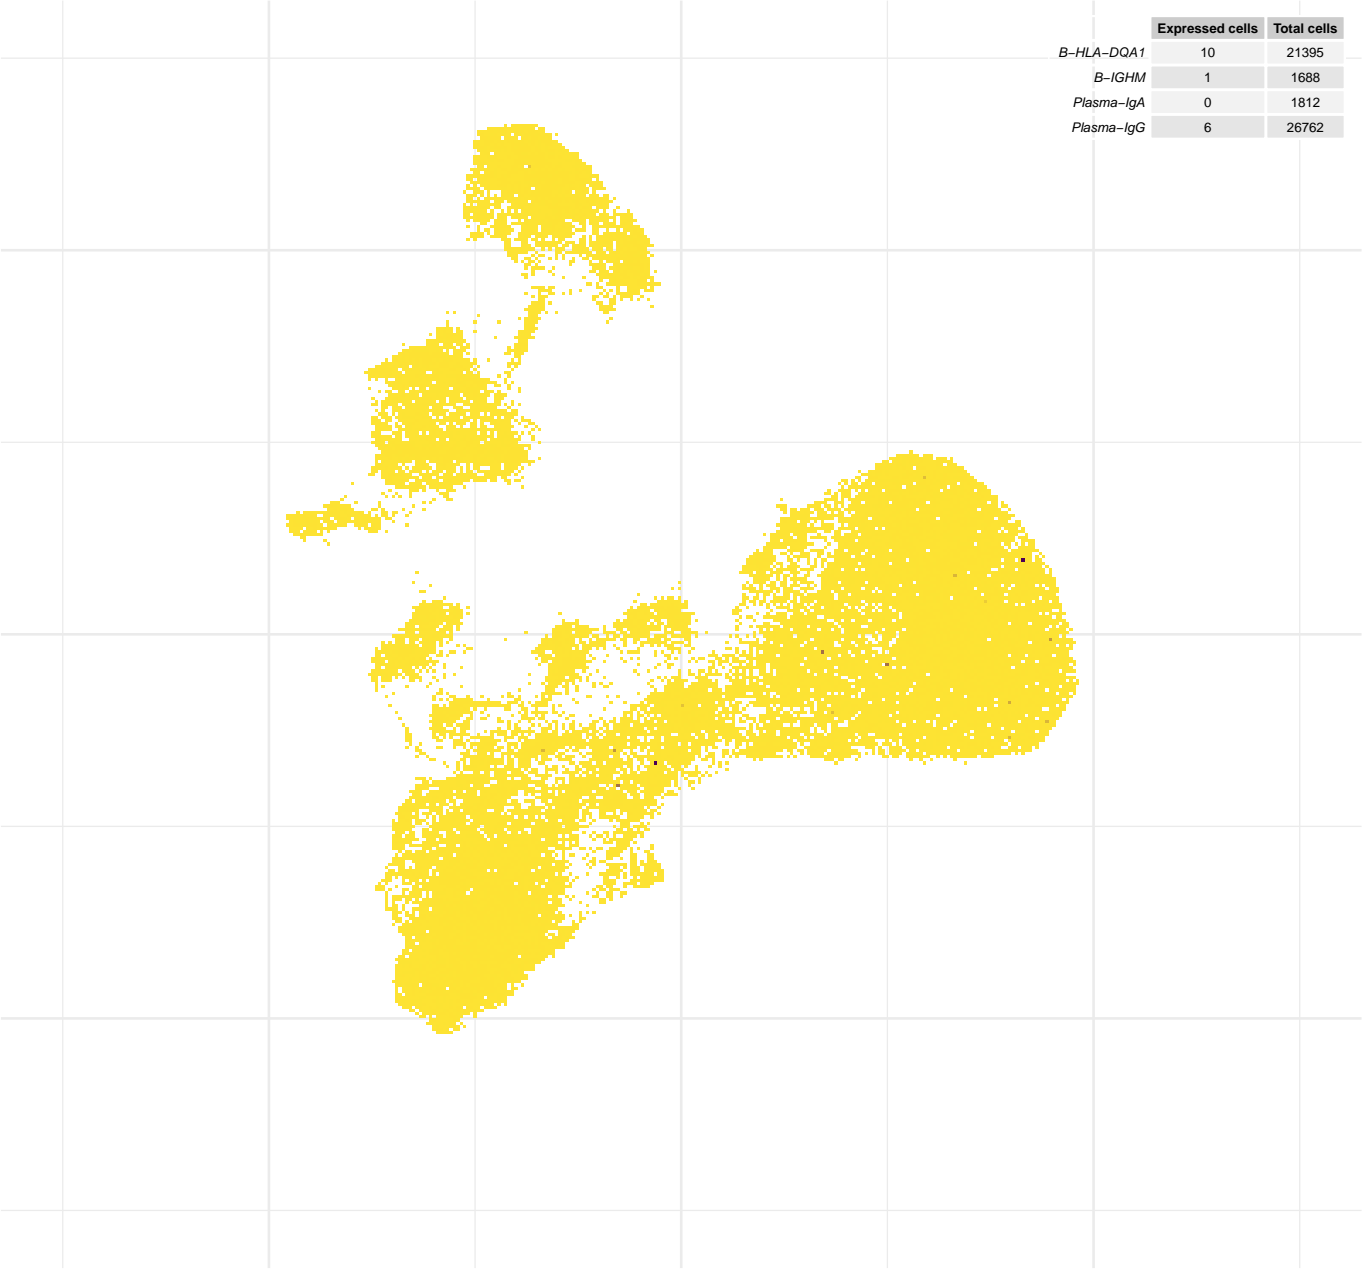 Expressed cells Total cells
B−HLA−DQA1 10 21395
B−IGHM 1 1688
Plasma−IgA 0 1812
Plasma−IgG 6 26762